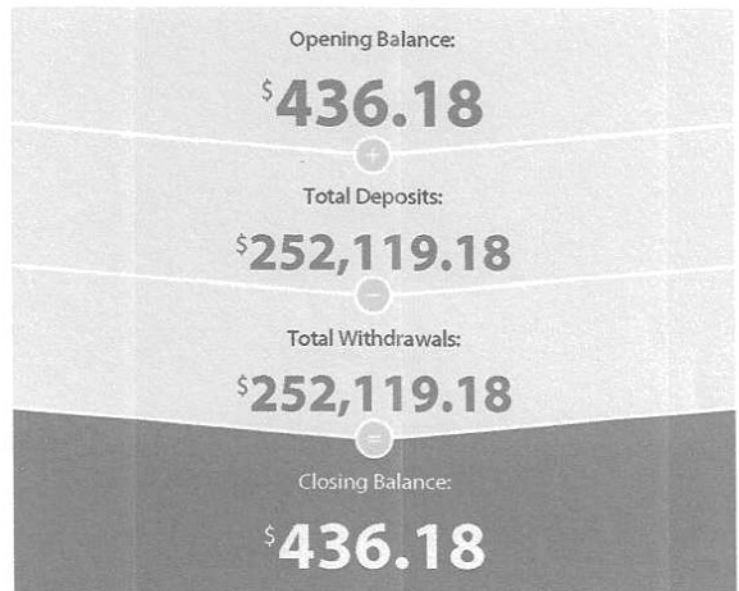 Opening Balance:
$436.18
+
Total Deposits:
$252,119.18
−
Total Withdrawals:
$252,119.18
=
Closing Balance:
$436.18